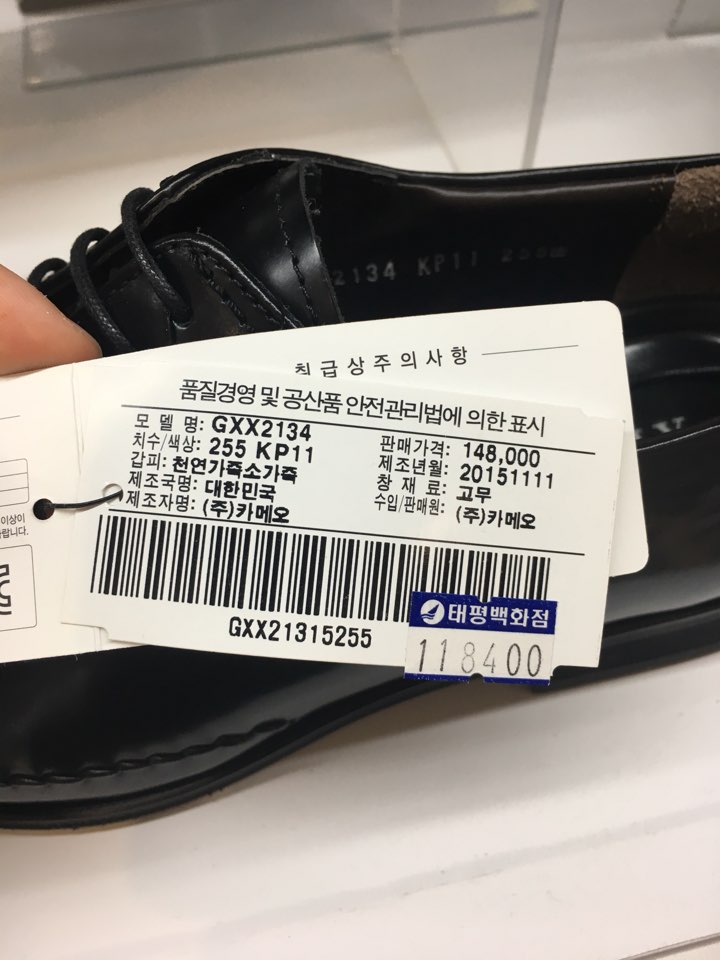 2134 KP11
취급상주의사항
품질경영 및 공산품 안전관리법에 의한 표시
모 델 명: GXX2134
치수/색상: 255 KP11
갑피: 천연가죽소가죽
제조국명: 대한민국
제조자명: (주)카메오
판매가격: 148,000
제조년월: 20151111
창 재 료: 고무
수입/판매원: (주)카메오
GXX21315255
태평백화점
118400
이상이